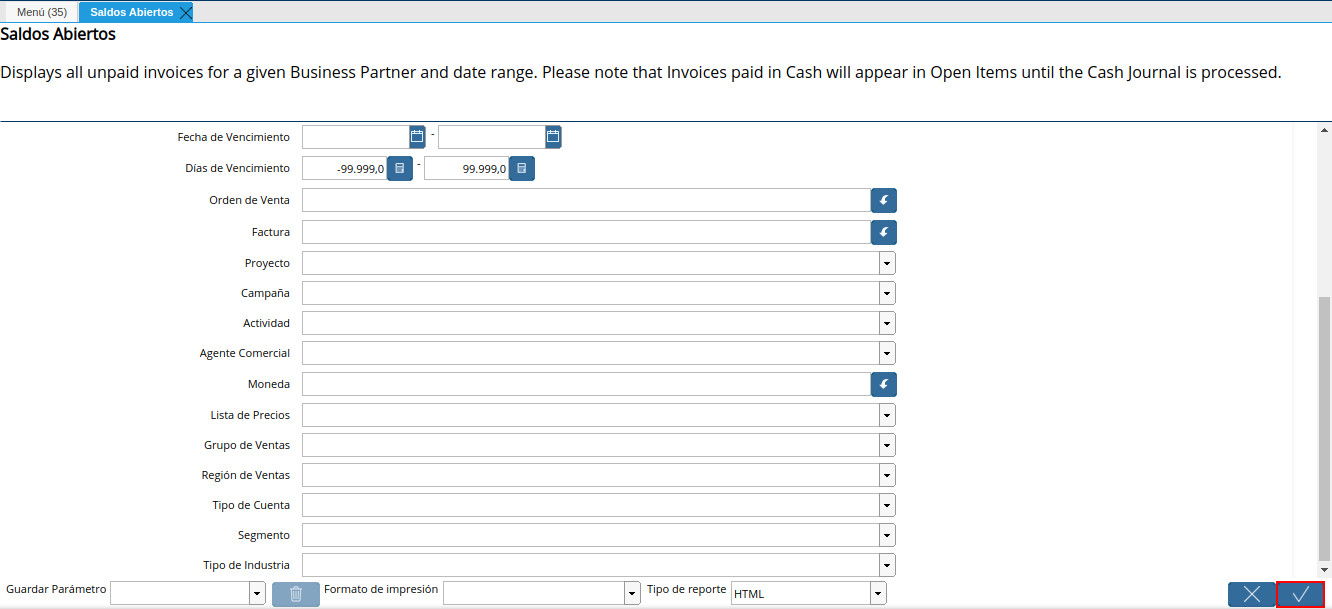 Menú (35) Saldos Abiertos
Saldos Abiertos
Displays all unpaid invoices for a given Business Partner and date range. Please note that Invoices paid in Cash will appear in Open Items until the Cash Journal is processed.
Fecha de Vencimiento -
Días de Vencimiento -99.999,0 - 99.999,0
Orden de Venta
Factura
Proyecto
Campaña
Actividad
Agente Comercial
Moneda
Lista de Precios
Grupo de Ventas
Región de Ventas
Tipo de Cuenta
Segmento
Tipo de Industria
Guardar Parámetro Formato de impresión Tipo de reporte HTML